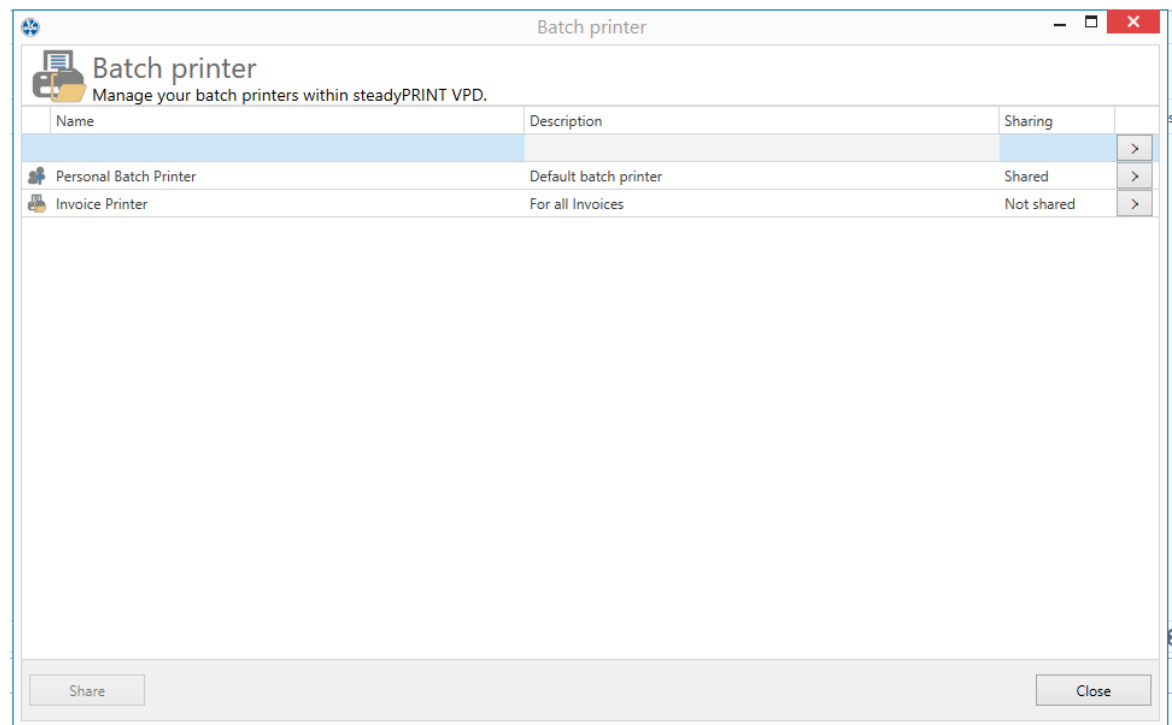 Batch printer
Batch printer
Manage your batch printers within steadyPRINT VPD.
Name Description Sharing
>
Personal Batch Printer Default batch printer Shared >
Invoice Printer For all Invoices Not shared >
Share Close